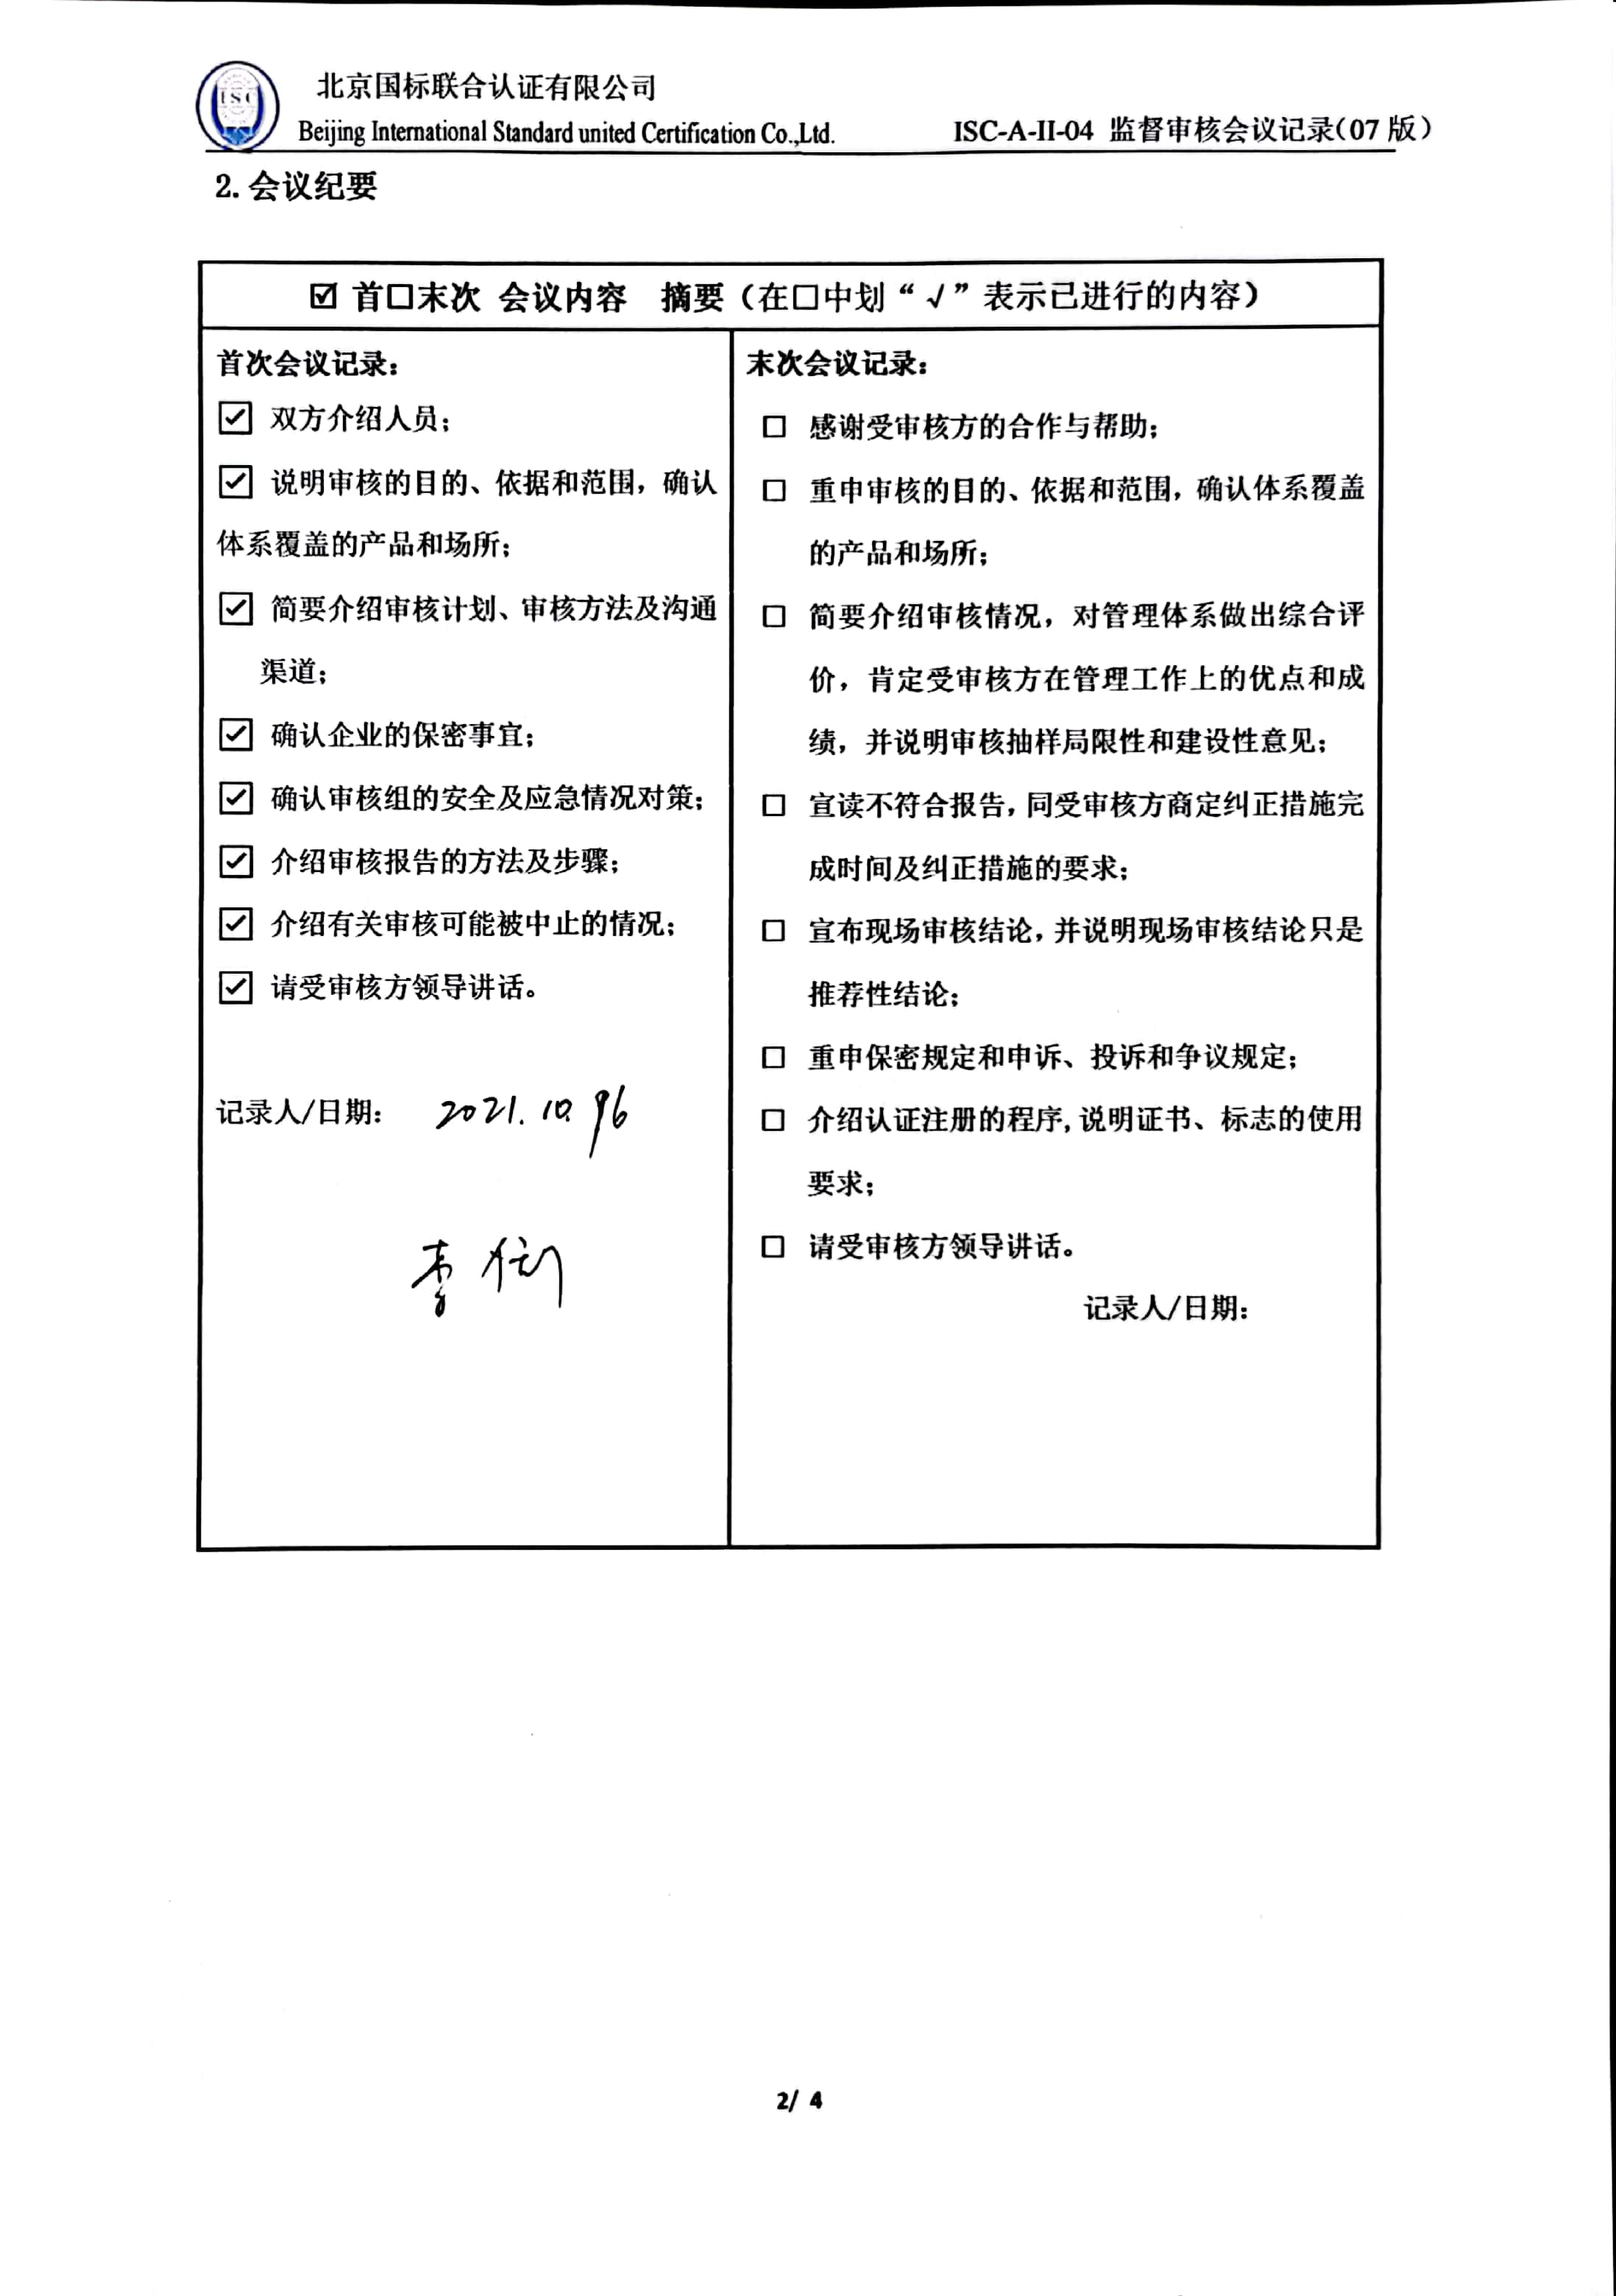 ISC
北京国标联合认证有限公司
Beijing International Standard united Certification Co.,Ltd.
ISC-A-II-04 监督审核会议记录(07 版)
2. 会议纪要
☑ 首☐末次 会议内容 摘要（在☐中划“√”表示已进行的内容）
首次会议记录：
☑ 双方介绍人员；
☑ 说明审核的目的、依据和范围，确认
体系覆盖的产品和场所；
☑ 简要介绍审核计划、审核方法及沟通
渠道；
☑ 确认企业的保密事宜；
☑ 确认审核组的安全及应急情况对策；
☑ 介绍审核报告的方法及步骤；
☑ 介绍有关审核可能被中止的情况；
☑ 请受审核方领导讲话。
记录人/日期： 2021.10.
李
末次会议记录：
☐ 感谢受审核方的合作与帮助；
☐ 重申审核的目的、依据和范围，确认体系覆盖
的产品和场所；
☐ 简要介绍审核情况，对管理体系做出综合评
价，肯定受审核方在管理工作上的优点和成
绩，并说明审核抽样局限性和建设性意见；
☐ 宣读不符合报告，同受审核方商定纠正措施完
成时间及纠正措施的要求；
☐ 宣布现场审核结论，并说明现场审核结论只是
推荐性结论；
☐ 重申保密规定和申诉、投诉和争议规定；
☐ 介绍认证注册的程序，说明证书、标志的使用
要求；
☐ 请受审核方领导讲话。
记录人/日期：
2/ 4